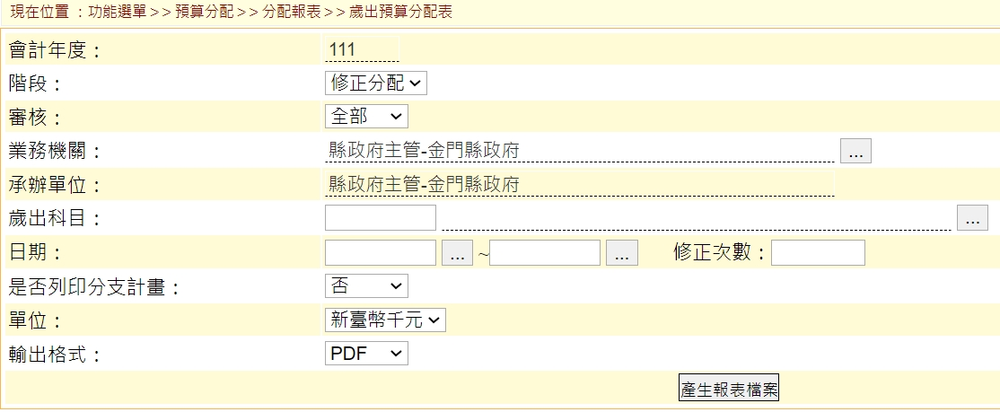 現在位置 ：功能選單>>預算分配>>分配報表>>歲出預算分配表
會計年度： 111
階段： 修正分配
審核： 全部
業務機關： 縣政府主管-金門縣政府 ...
承辦單位： 縣政府主管-金門縣政府
歲出科目： ...
日期： ... ~ ... 修正次數：
是否列印分支計畫： 否
單位： 新臺幣千元
輸出格式： PDF
產生報表檔案